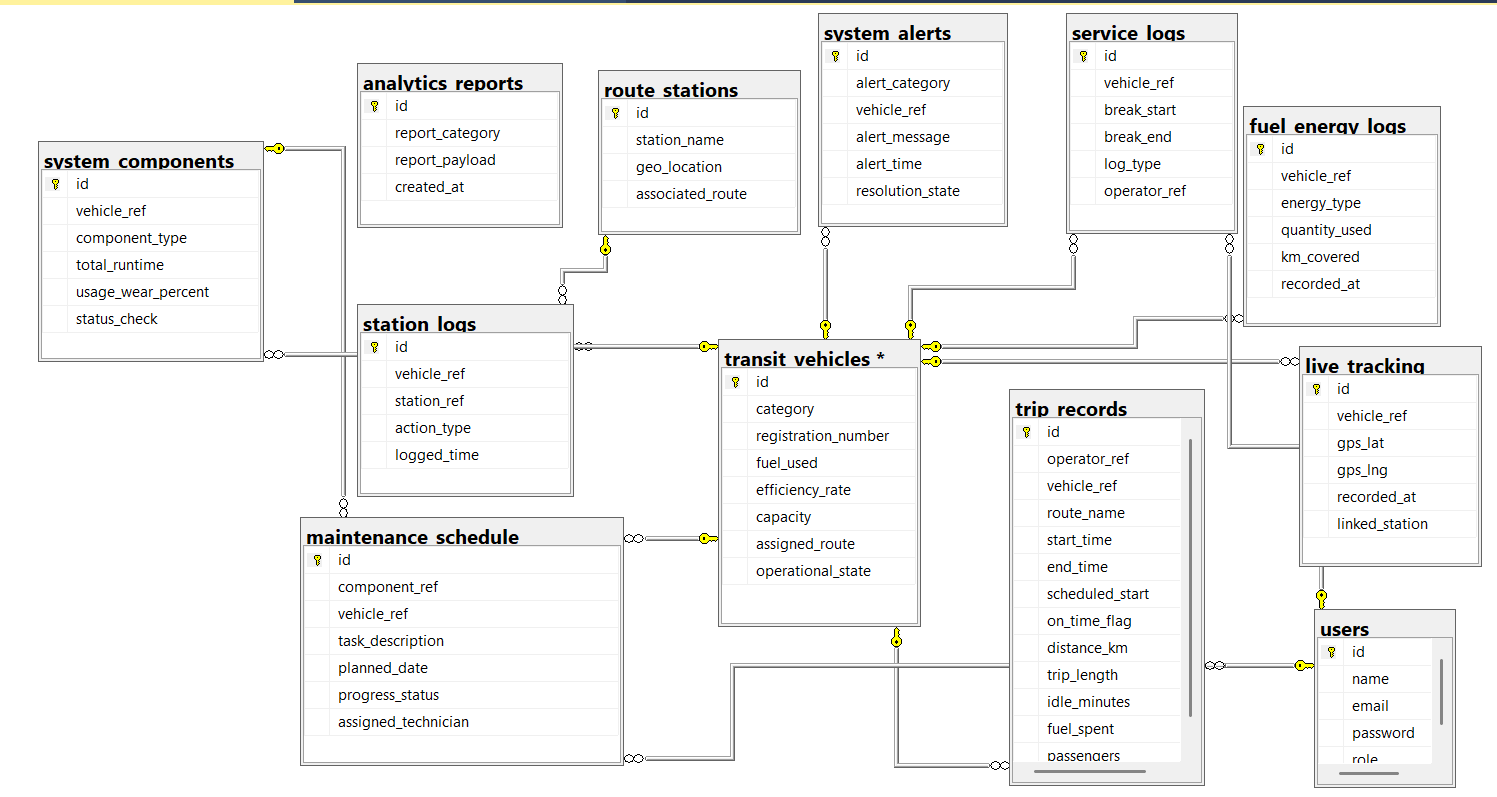 system_components
id
vehicle_ref
component_type
total_runtime
usage_wear_percent
status_check
analytics_reports
id
report_category
report_payload
created_at
route_stations
id
station_name
geo_location
associated_route
system_alerts
id
alert_category
vehicle_ref
alert_message
alert_time
resolution_state
service_logs
id
vehicle_ref
break_start
break_end
log_type
operator_ref
fuel_energy_logs
id
vehicle_ref
energy_type
quantity_used
km_covered
recorded_at
station_logs
id
vehicle_ref
station_ref
action_type
logged_time
transit_vehicles *
id
category
registration_number
fuel_used
efficiency_rate
capacity
assigned_route
operational_state
live_tracking
id
vehicle_ref
gps_lat
gps_lng
recorded_at
linked_station
trip_records
id
operator_ref
vehicle_ref
route_name
start_time
end_time
scheduled_start
on_time_flag
distance_km
trip_length
idle_minutes
fuel_spent
passengers
maintenance_schedule
id
component_ref
vehicle_ref
task_description
planned_date
progress_status
assigned_technician
users
id
name
email
password
role